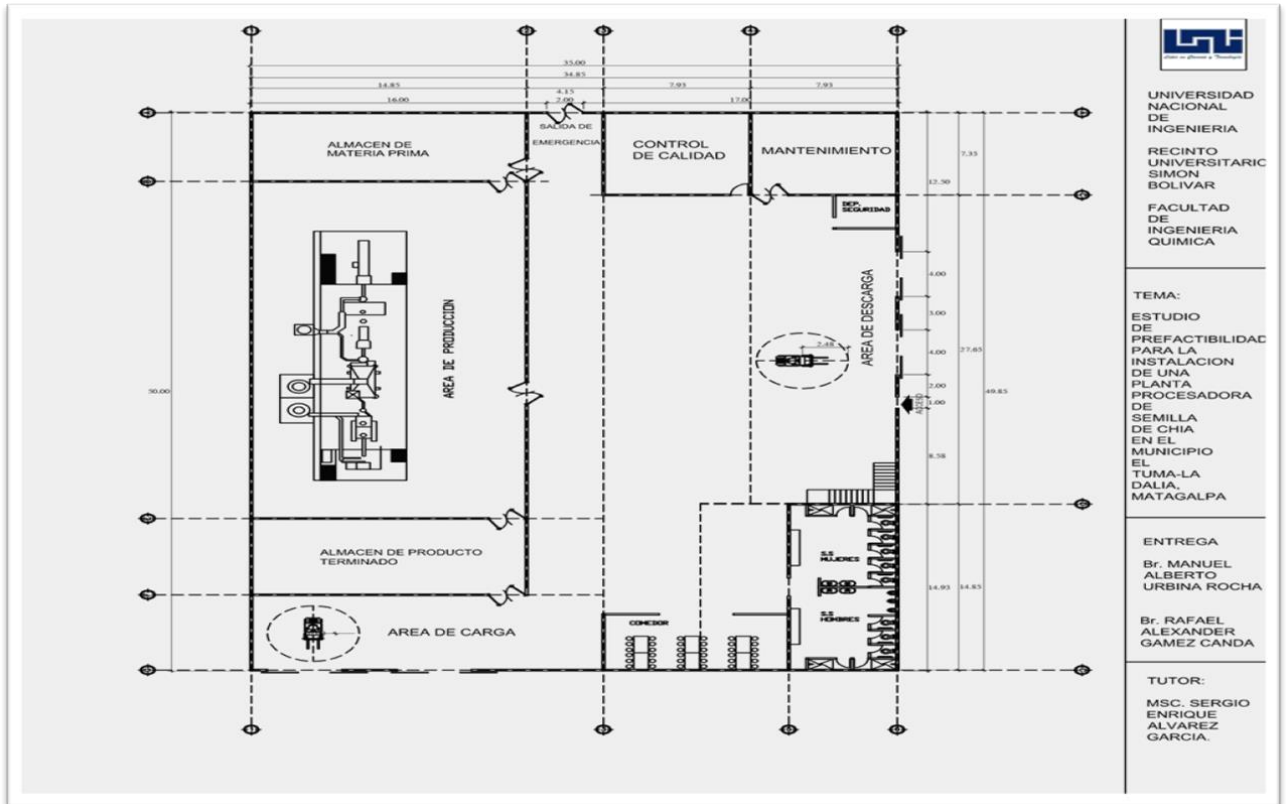 35.00
34.85
14.85
4.15
7.93
7.93
16.00
2.00
17.00
SALIDA DE
EMERGENCIA
ALMACEN DE
MATERIA PRIMA
CONTROL
DE CALIDAD
MANTENIMIENTO
7.35
12.50
DEP.
SEGURIDAD
AREA DE PRODUCCION
AREA DE DESCARGA
4.00
3.00
2.48
4.00
27.65
2.00
50.00
49.85
1.00
ACCESO
8.58
ALMACEN DE PRODUCTO
TERMINADO
S.S
MUJERES
14.93
14.85
S.S
HOMBRES
COMEDOR
AREA DE CARGA
UNI
UNIVERSIDAD
NACIONAL
DE
INGENIERIA
RECINTO
UNIVERSITARIO
SIMON
BOLIVAR
FACULTAD
DE
INGENIERIA
QUIMICA
TEMA:
ESTUDIO
DE
PREFACTIBILIDAD
PARA LA
INSTALACION
DE UNA
PLANTA
PROCESADORA
DE
SEMILLA
DE CHIA
EN EL
MUNICIPIO
EL
TUMA-LA
DALIA,
MATAGALPA
ENTREGA
Br. MANUEL
ALBERTO
URBINA ROCHA
Br. RAFAEL
ALEXANDER
GAMEZ CANDA
TUTOR:
MSC. SERGIO
ENRIQUE
ALVAREZ
GARCIA.